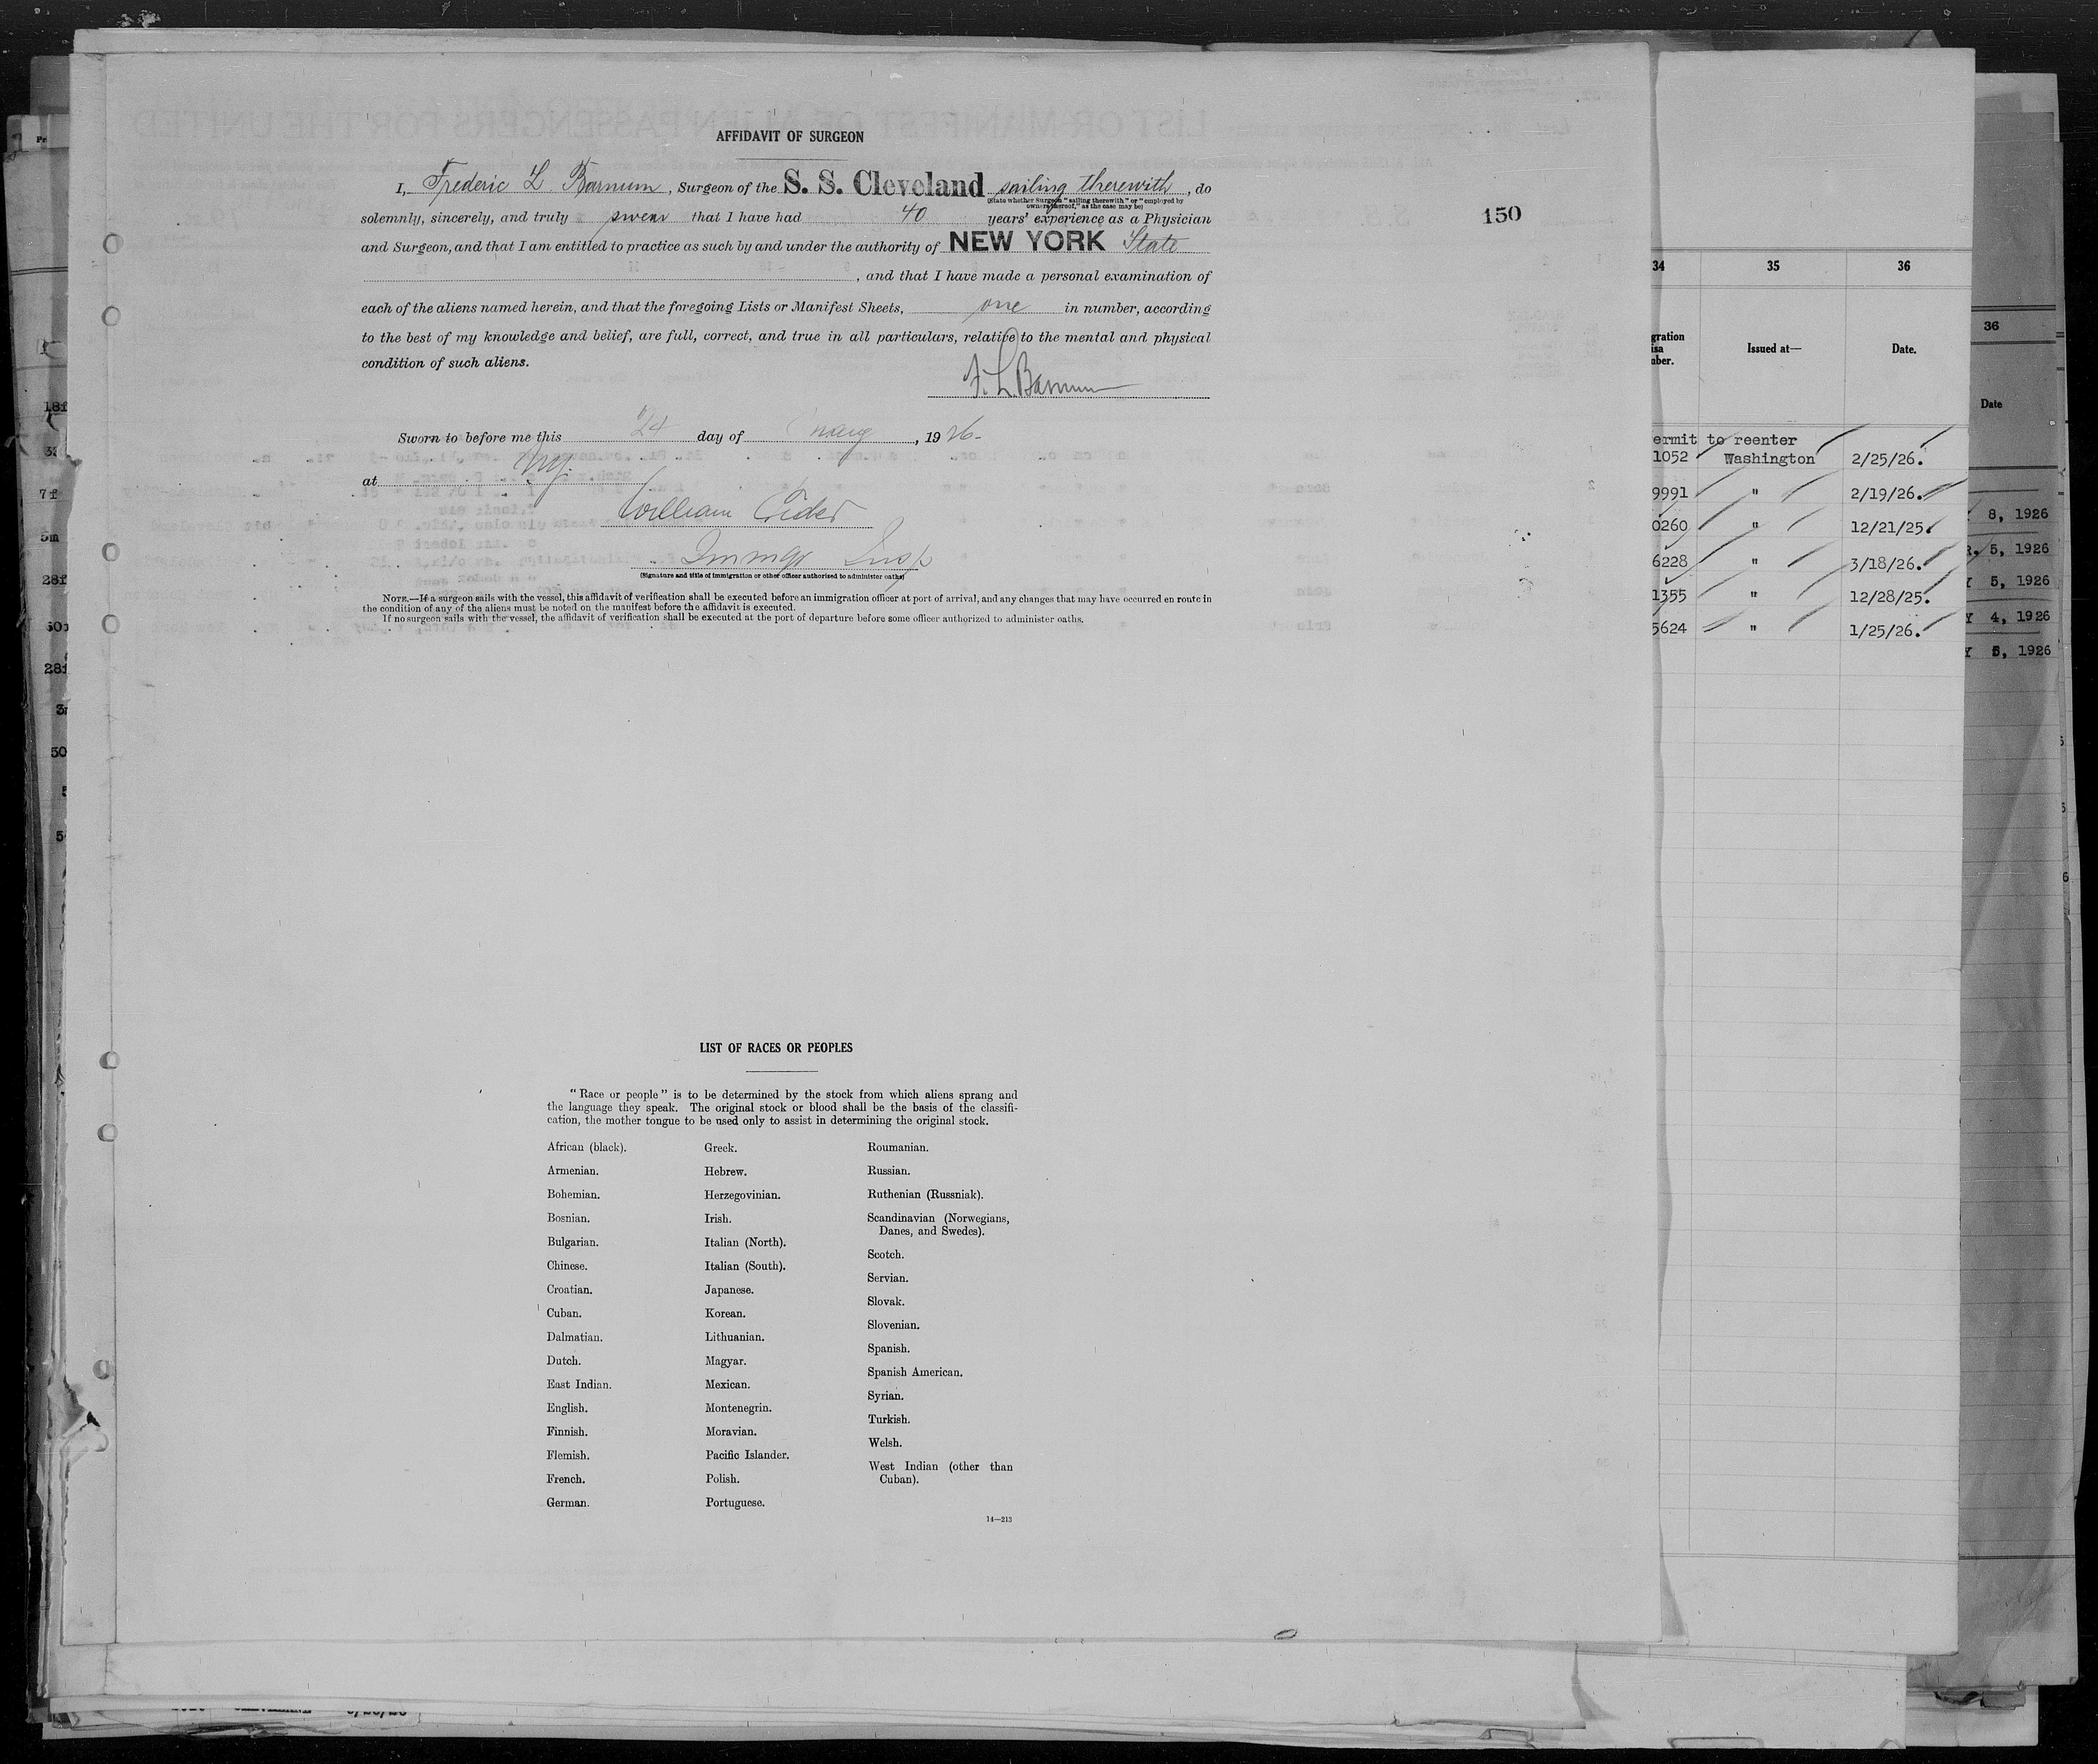 AFFIDAVIT OF SURGEON
I, Frederic L Barnum, Surgeon of the S. S. Cleveland sailing therewith, do
(State whether Surgeon "sailing therewith" or "employed by
owners thereof," as the case may be)
solemnly, sincerely, and truly swear that I have had 40 years' experience as a Physician
150
and Surgeon, and that I am entitled to practice as such by and under the authority of NEW YORK State
, and that I have made a personal examination of
each of the aliens named herein, and that the foregoing Lists or Manifest Sheets, one in number, according
to the best of my knowledge and belief, are full, correct, and true in all particulars, relative to the mental and physical
condition of such aliens.
F. L. Barnum
Sworn to before me this 24 day of may, 1926-
at NY.
William
Immgr Insp
(Signature and title of immigration or other officer authorized to administer oaths)
NOTE.—If a surgeon sails with the vessel, this affidavit of verification shall be executed before an immigration officer at port of arrival, and any changes that may have occurred en route in
the condition of any of the aliens must be noted on the manifest before the affidavit is executed.
If no surgeon sails with the vessel, the affidavit of verification shall be executed at the port of departure before some officer authorized to administer oaths.
LIST OF RACES OR PEOPLES
"Race or people" is to be determined by the stock from which aliens sprang and
the language they speak. The original stock or blood shall be the basis of the classifi-
cation, the mother tongue to be used only to assist in determining the original stock.
African (black).
Armenian.
Bohemian.
Bosnian.
Bulgarian.
Chinese.
Croatian.
Cuban.
Dalmatian.
Dutch.
East Indian.
English.
Finnish.
Flemish.
French.
German.
Greek.
Hebrew.
Herzegovinian.
Irish.
Italian (North).
Italian (South).
Japanese.
Korean.
Lithuanian.
Magyar.
Mexican.
Montenegrin.
Moravian.
Pacific Islander.
Polish.
Portuguese.
Roumanian.
Russian.
Ruthenian (Russniak).
Scandinavian (Norwegians,
Danes, and Swedes).
Scotch.
Servian.
Slovak.
Slovenian.
Spanish.
Spanish American.
Syrian.
Turkish.
Welsh.
West Indian (other than
Cuban).
14—213
34 35 36
gration
isa
nber.
Issued at— Date.
ermit to reenter
1052 Washington 2/25/26.
9991 " 2/19/26.
0260 " 12/21/25.
6228 " 3/18/26.
1355 " 12/28/25.
5624 " 1/25/26.
36
Date
8, 1926
R. 5, 1926
Y 5, 1926
Y 4, 1926
Y 5, 1926